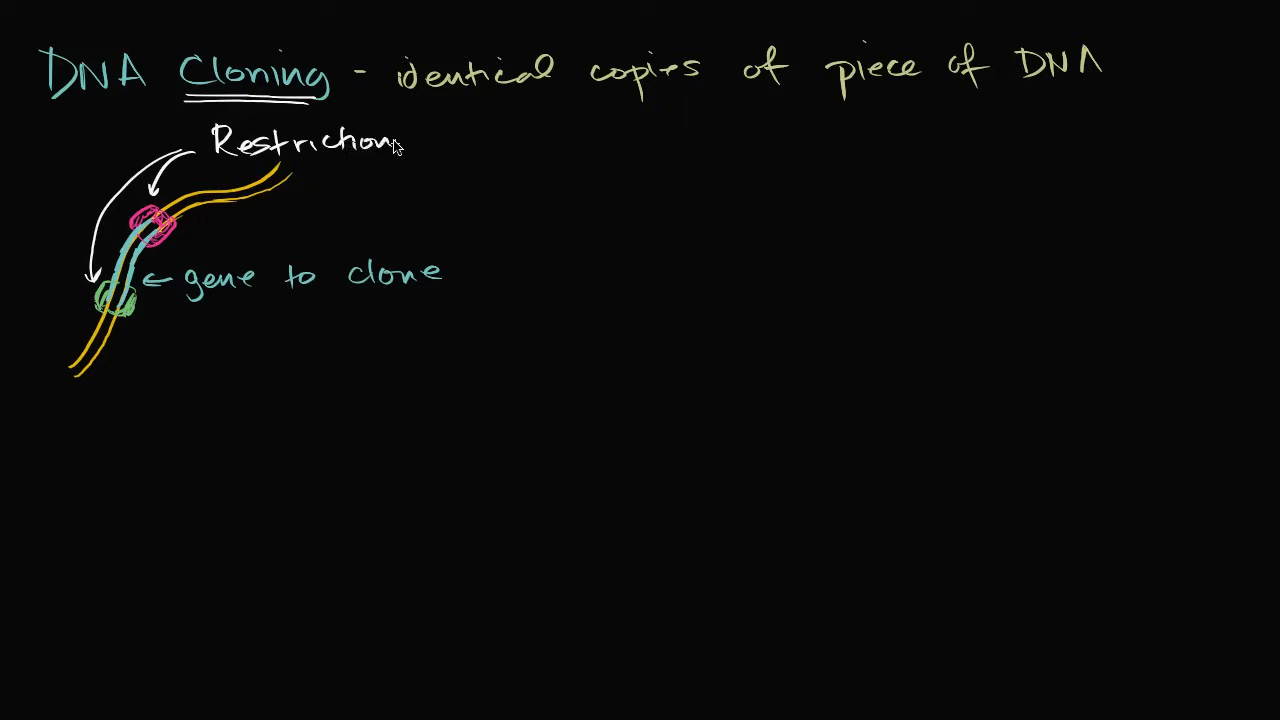 DNA Cloning - identical copies of piece of DNA
Restriction
← gene to clone